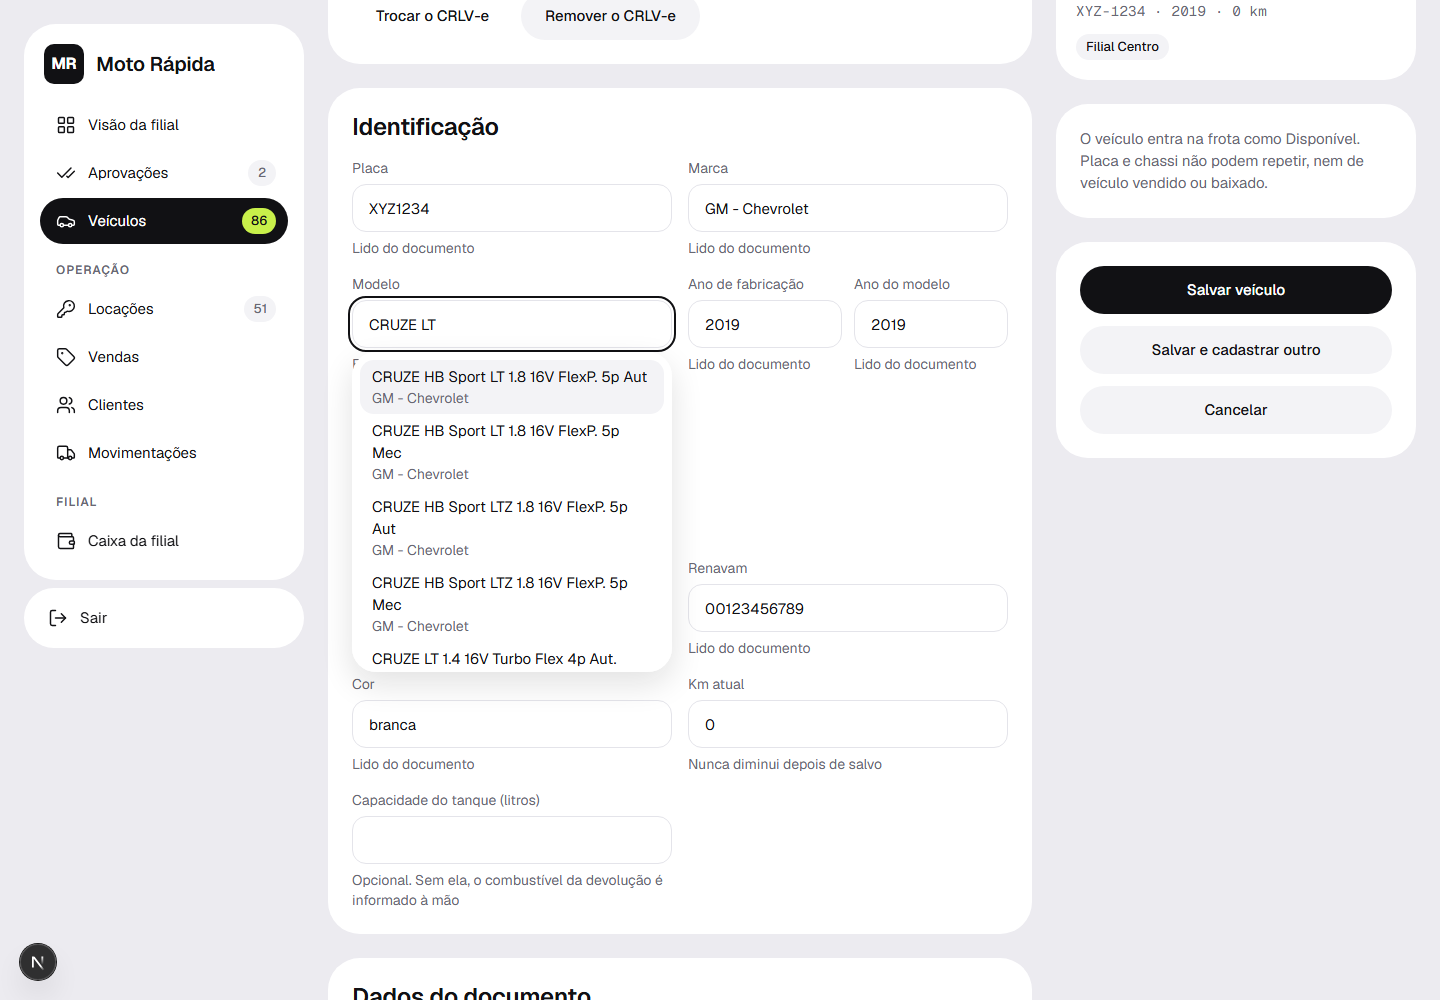 MR
Moto Rápida
Visão da filial
Aprovações
2
Veículos
86
OPERAÇÃO
Locações
51
Vendas
Clientes
Movimentações
FILIAL
Caixa da filial
Sair
N
Trocar o CRLV-e
Remover o CRLV-e
Identificação
Placa
XYZ1234
Lido do documento
Marca
GM - Chevrolet
Lido do documento
Modelo
CRUZE LT
Ano de fabricação
2019
Lido do documento
Ano do modelo
2019
Lido do documento
CRUZE HB Sport LT 1.8 16V FlexP. 5p Aut
GM - Chevrolet
CRUZE HB Sport LT 1.8 16V FlexP. 5p
Mec
GM - Chevrolet
CRUZE HB Sport LTZ 1.8 16V FlexP. 5p
Aut
GM - Chevrolet
CRUZE HB Sport LTZ 1.8 16V FlexP. 5p
Mec
GM - Chevrolet
CRUZE LT 1.4 16V Turbo Flex 4p Aut.
Renavam
00123456789
Lido do documento
Cor
branca
Lido do documento
Km atual
0
Nunca diminui depois de salvo
Capacidade do tanque (litros)
Opcional. Sem ela, o combustível da devolução é
informado à mão
Dados do documento
XYZ-1234 · 2019 · 0 km
Filial Centro
O veículo entra na frota como Disponível.
Placa e chassi não podem repetir, nem de
veículo vendido ou baixado.
Salvar veículo
Salvar e cadastrar outro
Cancelar